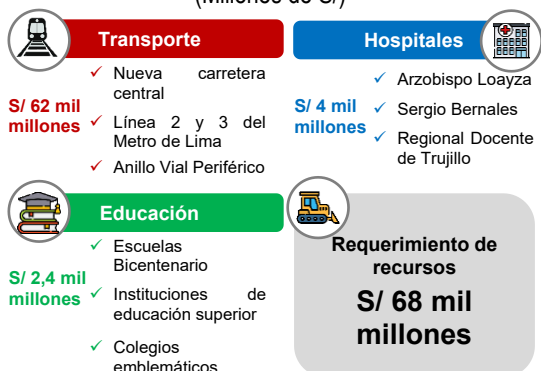 (Millones de S/)
Transporte
S/ 62 mil
millones
✓ Nueva carretera
central
✓ Línea 2 y 3 del
Metro de Lima
✓ Anillo Vial Periférico
Hospitales
S/ 4 mil
millones
✓ Arzobispo Loayza
✓ Sergio Bernales
✓ Regional Docente
de Trujillo
Educación
S/ 2,4 mil
millones
✓ Escuelas
Bicentenario
✓ Instituciones de
educación superior
✓ Colegios
emblemáticos
Requerimiento de
recursos
S/ 68 mil
millones